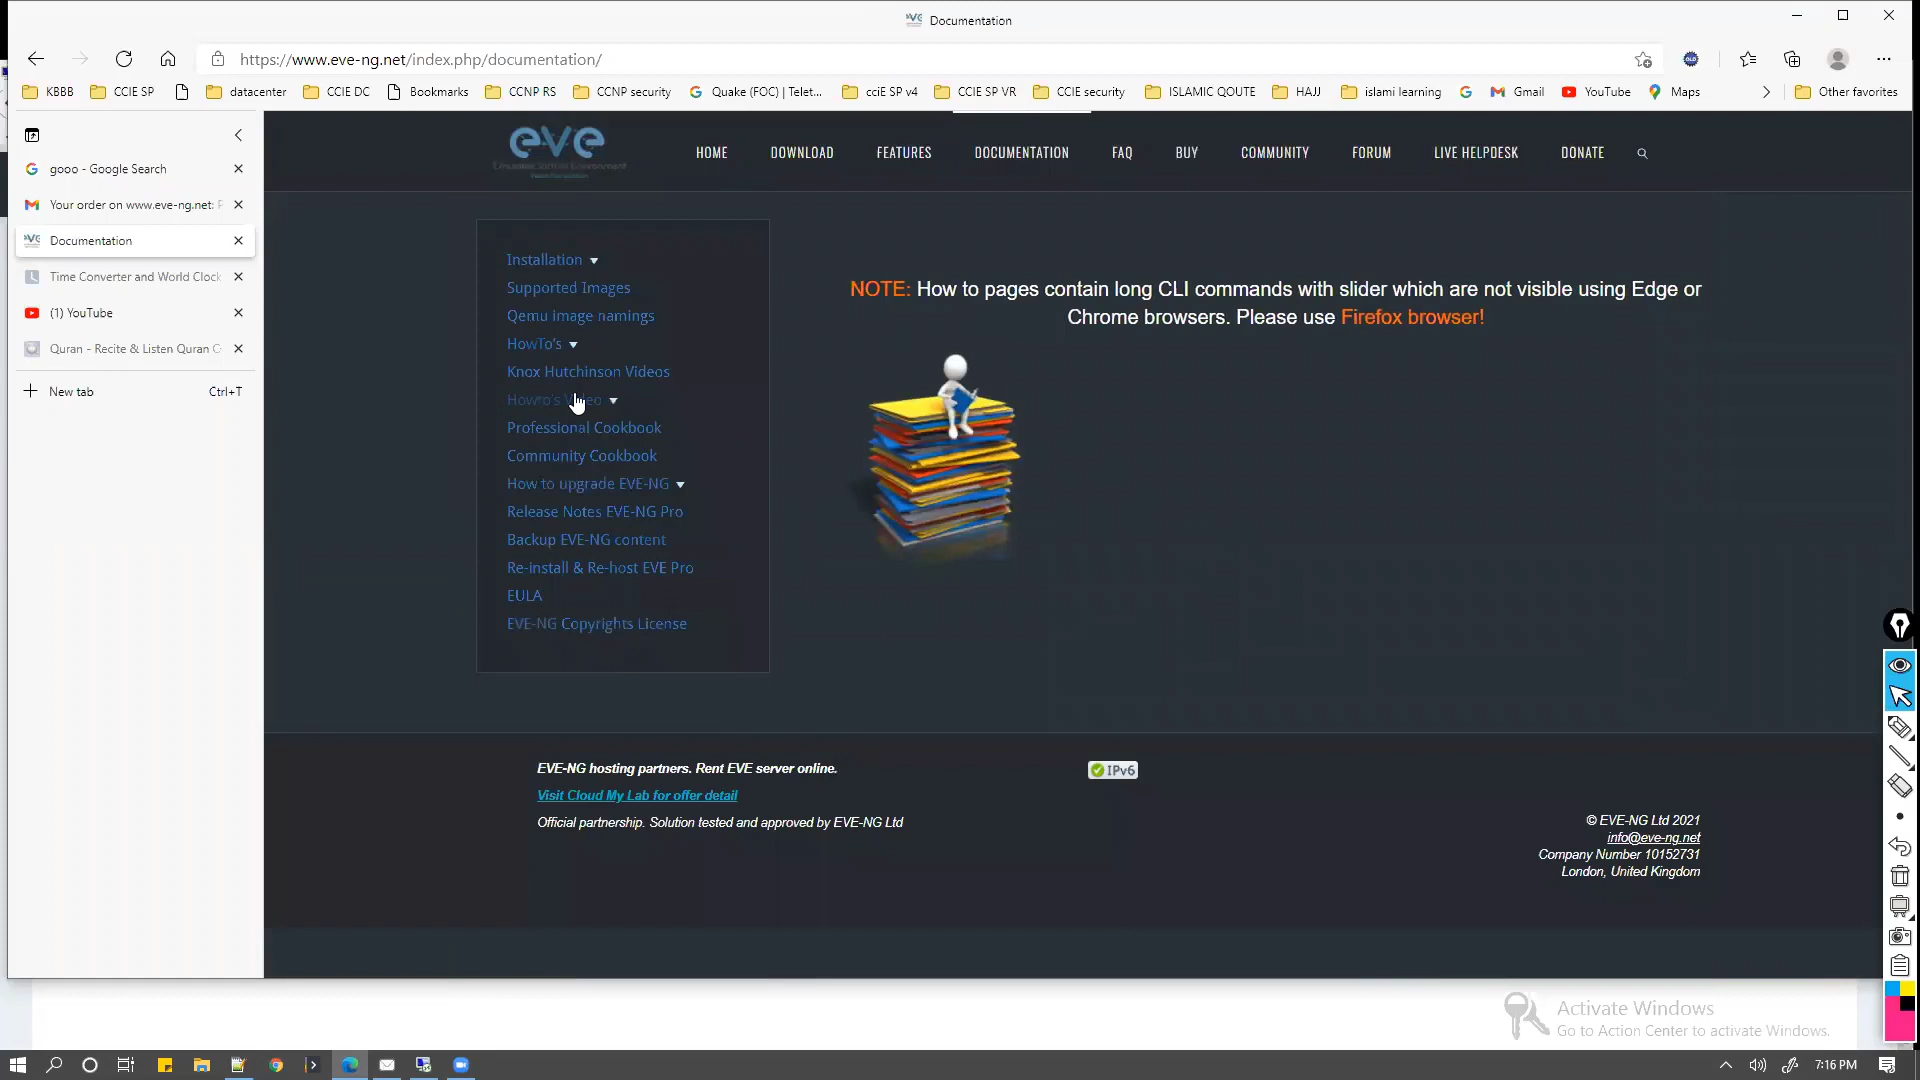 Documentation
https://www.eve-ng.net/index.php/documentation/
KBBB
CCIE SP
datacenter
CCIE DC
Bookmarks
CCNP RS
CCNP security
Quake (FOC) | Telet...
cciE SP v4
CCIE SP VR
CCIE security
ISLAMIC QOUTE
HAJJ
islami learning
Gmail
YouTube
Maps
Other favorites
gooo - Google Search
Your order on www.eve-ng.net:
Documentation
Time Converter and World Clock
(1) YouTube
Quran - Recite & Listen Quran
New tab
Ctrl+T
eve
HOME
DOWNLOAD
FEATURES
DOCUMENTATION
FAQ
BUY
COMMUNITY
FORUM
LIVE HELPDESK
DONATE
Installation
Supported Images
Qemu image namings
HowTo's
Knox Hutchinson Videos
Howto's Video
Professional Cookbook
Community Cookbook
How to upgrade EVE-NG
Release Notes EVE-NG Pro
Backup EVE-NG content
Re-install & Re-host EVE Pro
EULA
EVE-NG Copyrights License
NOTE: How to pages contain long CLI commands with slider which are not visible using Edge or
Chrome browsers. Please use Firefox browser!
EVE-NG hosting partners. Rent EVE server online.
Visit Cloud My Lab for offer detail
Official partnership. Solution tested and approved by EVE-NG Ltd
IPv6
© EVE-NG Ltd 2021
info@eve-ng.net
Company Number 10152731
London, United Kingdom
Activate Windows
Go to Action Center to activate Windows.
7:16 PM